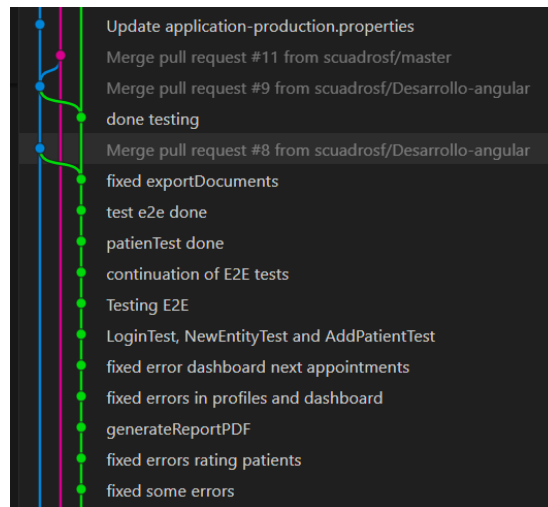 Update application-production.properties
Merge pull request #11 from scuadrosf/master
Merge pull request #9 from scuadrosf/Desarrollo-angular
done testing
Merge pull request #8 from scuadrosf/Desarrollo-angular
fixed exportDocuments
test e2e done
patienTest done
continuation of E2E tests
Testing E2E
LoginTest, NewEntityTest and AddPatientTest
fixed error dashboard next appointments
fixed errors in profiles and dashboard
generateReportPDF
fixed errors rating patients
fixed some errors